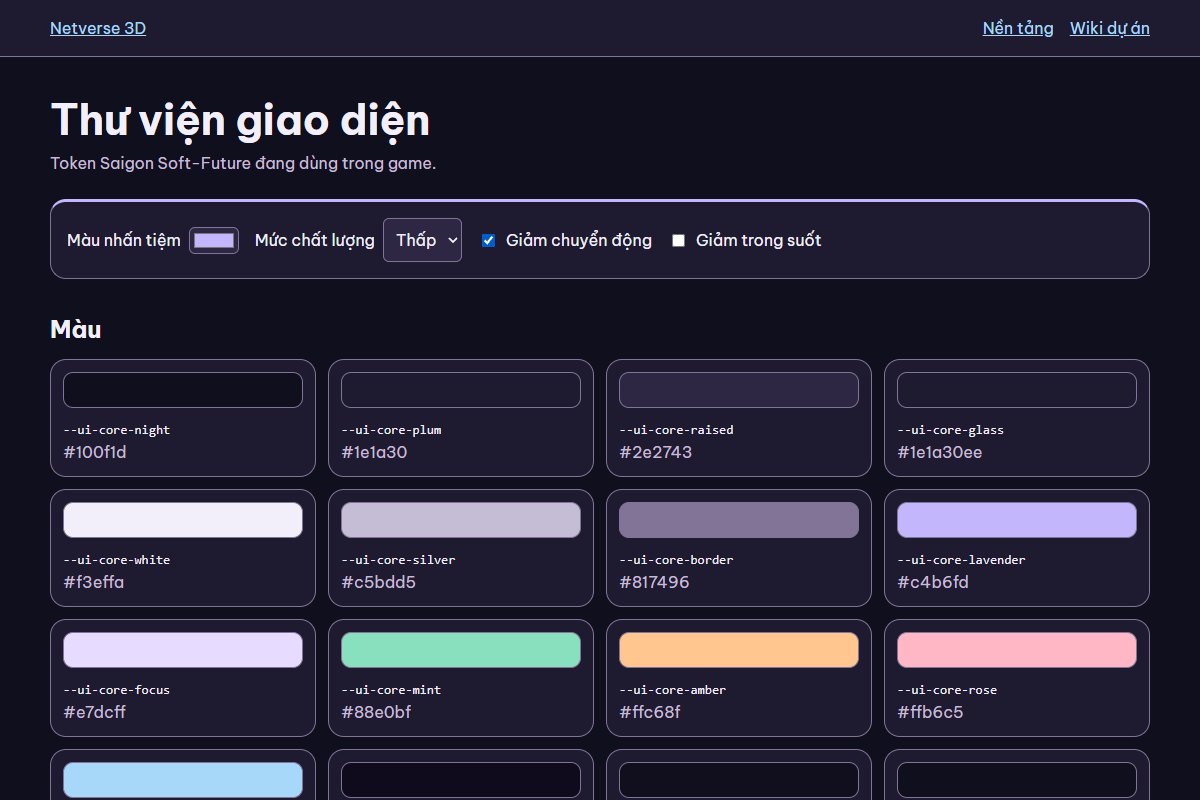 Netverse 3D
Nền tảng
Wiki dự án
Thư viện giao diện
Token Saigon Soft-Future đang dùng trong game.
Màu nhấn tiệm
Mức chất lượng
Thấp
Giảm chuyển động
Giảm trong suốt
Màu
--ui-core-night
#100f1d
--ui-core-plum
#1e1a30
--ui-core-raised
#2e2743
--ui-core-glass
#1e1a30ee
--ui-core-white
#f3effa
--ui-core-silver
#c5bdd5
--ui-core-border
#817496
--ui-core-lavender
#c4b6fd
--ui-core-focus
#e7dcff
--ui-core-mint
#88e0bf
--ui-core-amber
#ffc68f
--ui-core-rose
#ffb6c5